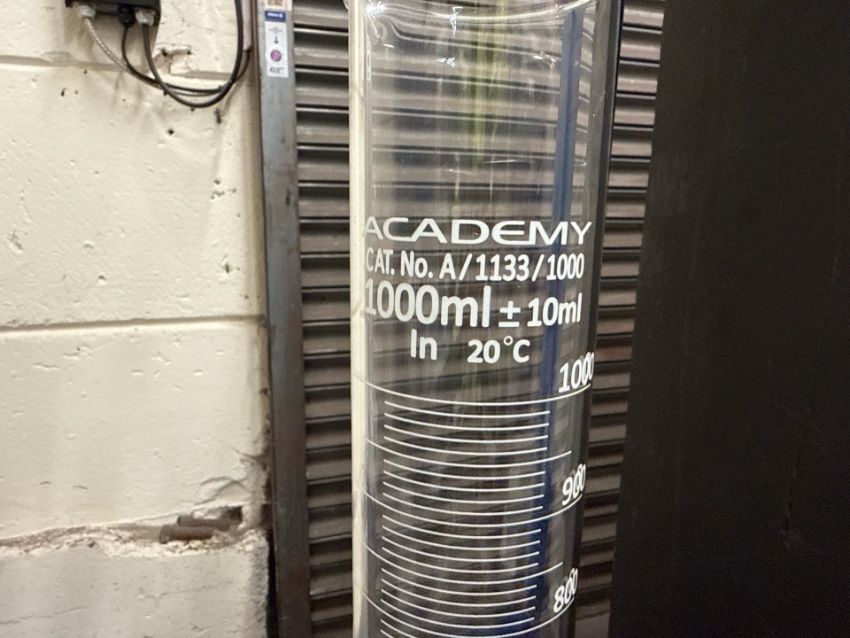 ACADEMY
CAT. No. A/1133/1000
1000ml ± 10ml
In 20°C
1000
900
800